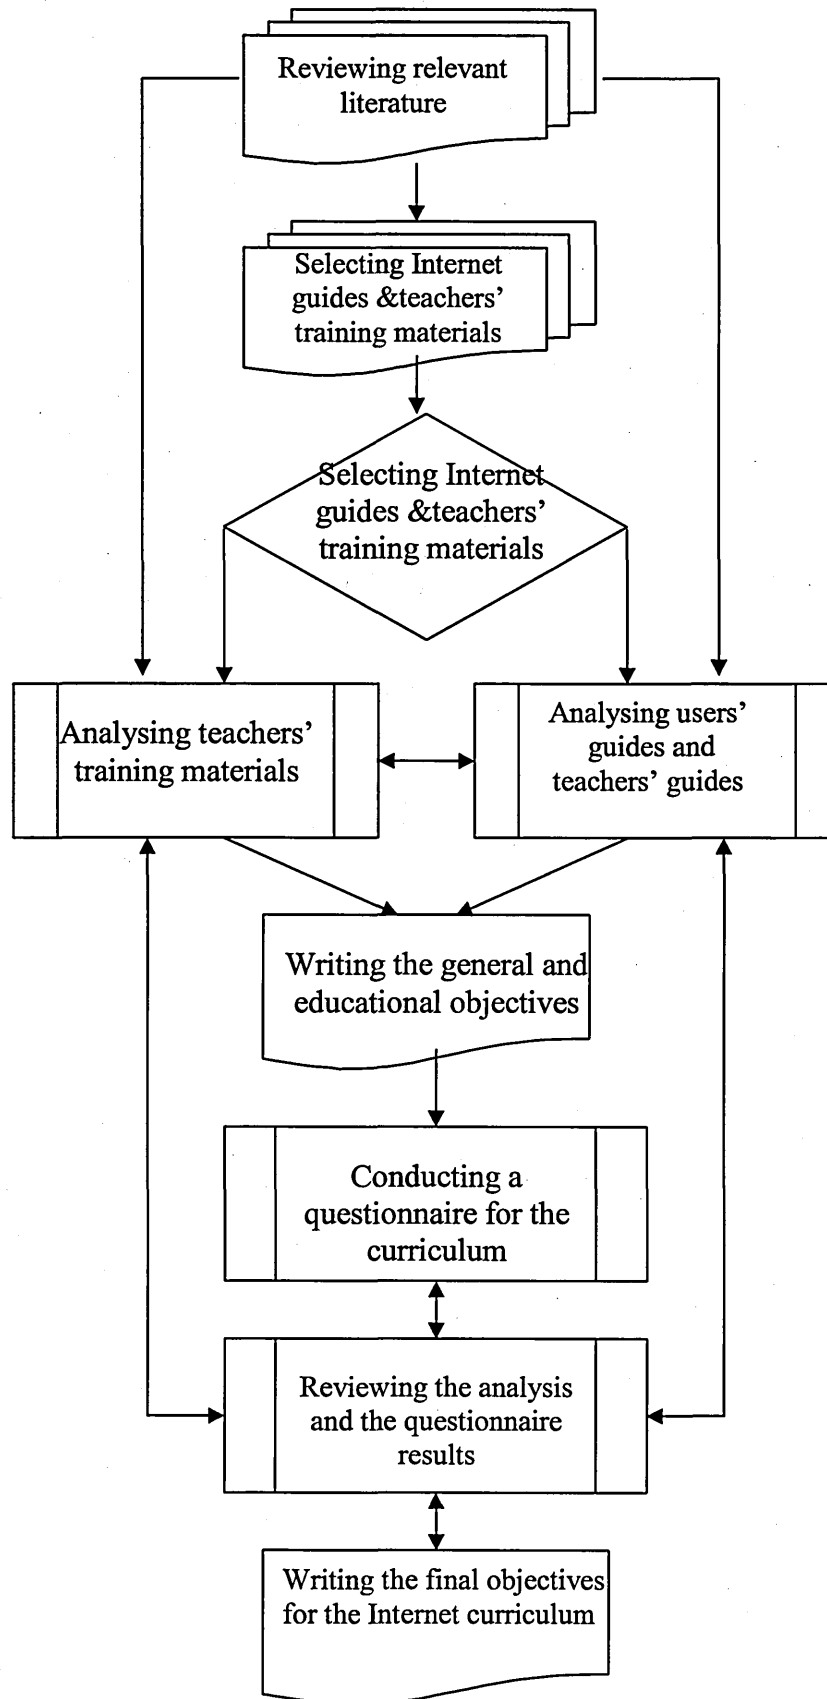 Reviewing relevant
literature
Selecting Internet
guides &teachers’
training materials
Selecting Internet
guides &teachers’
training materials
Analysing teachers’
training materials
Analysing users’
guides and
teachers’ guides
Writing the general and
educational objectives
Conducting a
questionnaire for the
curriculum
Reviewing the analysis
and the questionnaire
results
Writing the final objectives
for the Internet curriculum